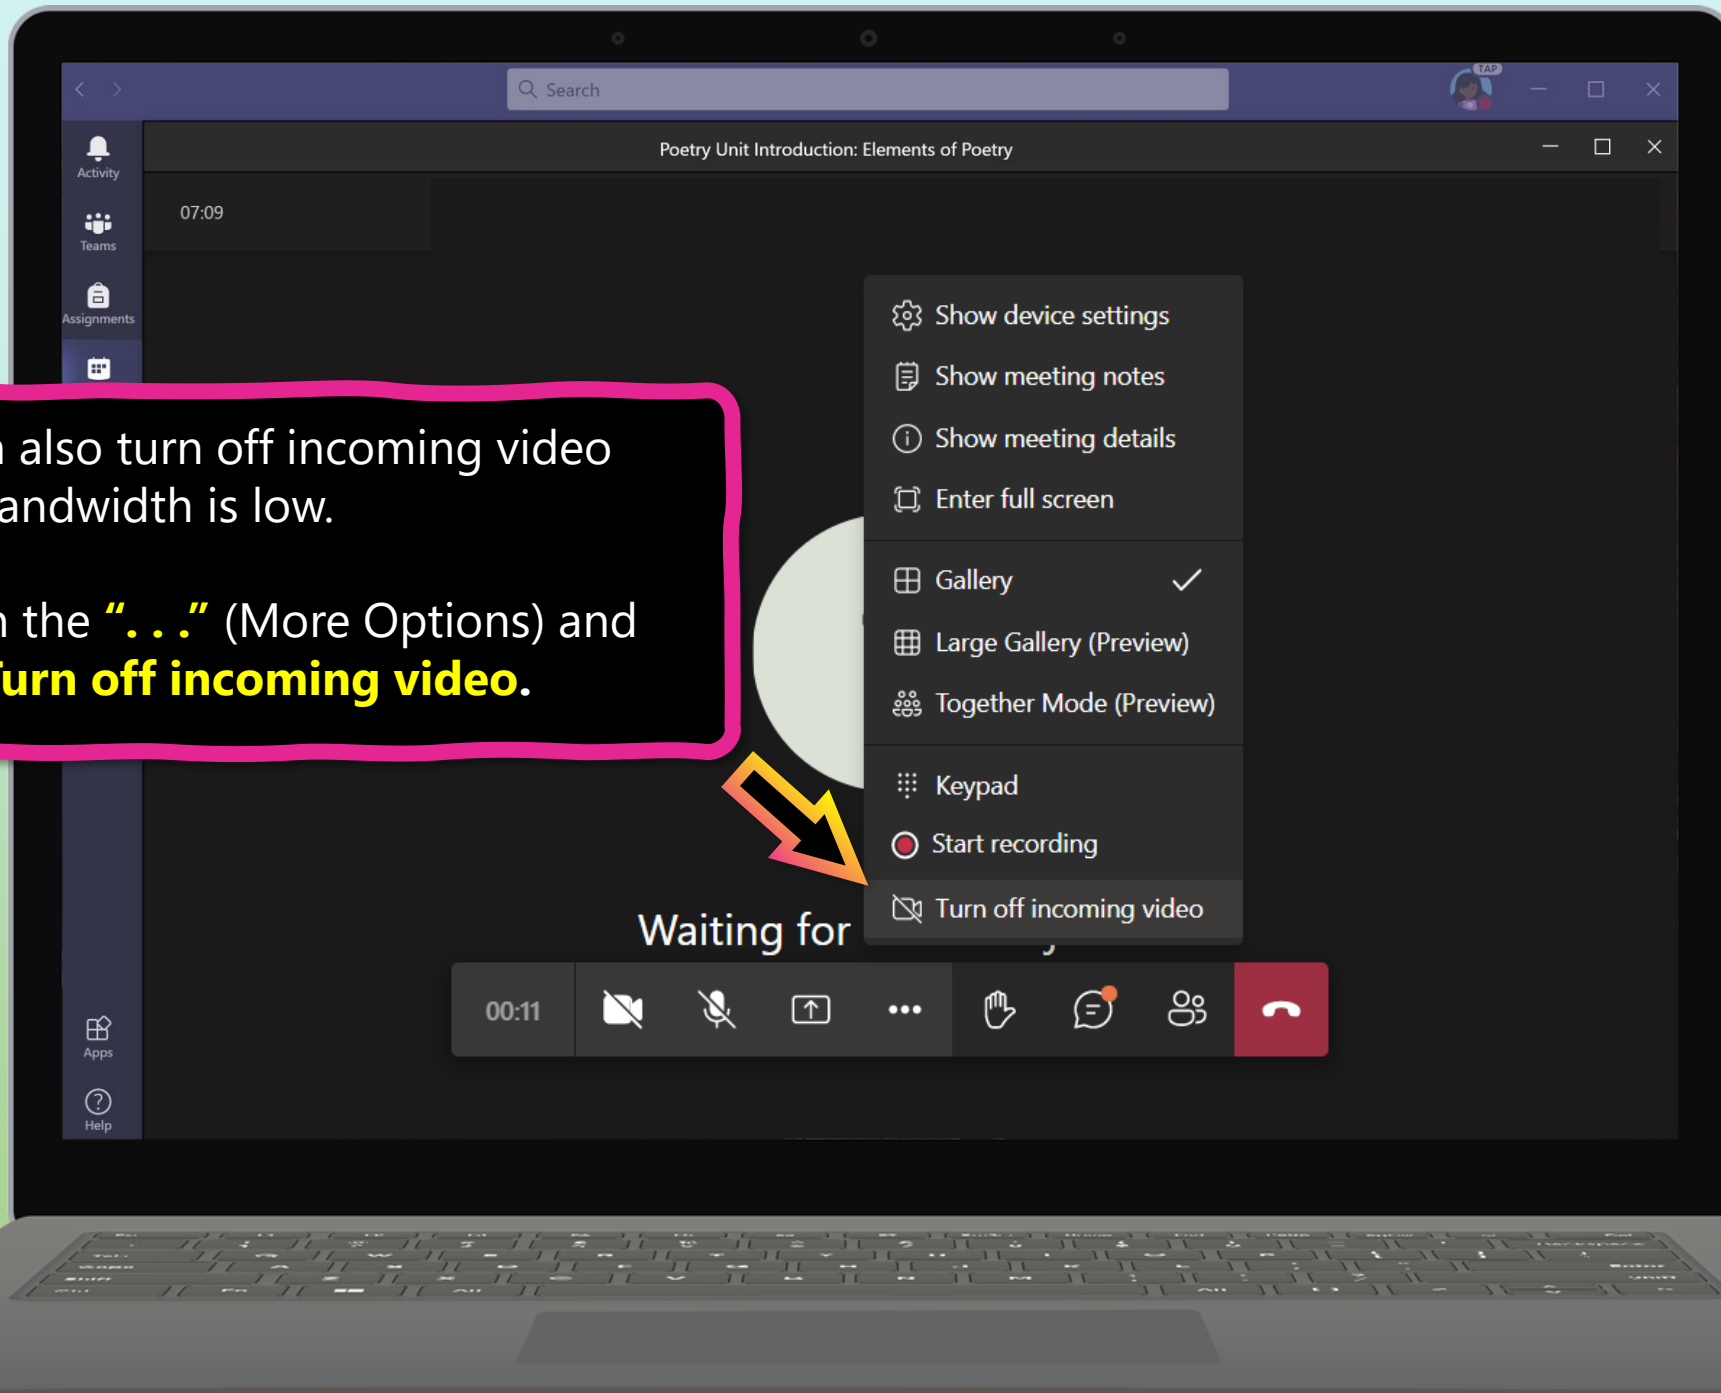 Search
TAP
Activity
Poetry Unit Introduction: Elements of Poetry
07:09
Teams
Assignments
Show device settings
Show meeting notes
Show meeting details
Enter full screen
also turn off incoming video
andwidth is low.
the “. . .” (More Options) and
urn off incoming video.
Gallery
Large Gallery (Preview)
Together Mode (Preview)
Keypad
Start recording
Turn off incoming video
Waiting for
00:11
Apps
Help